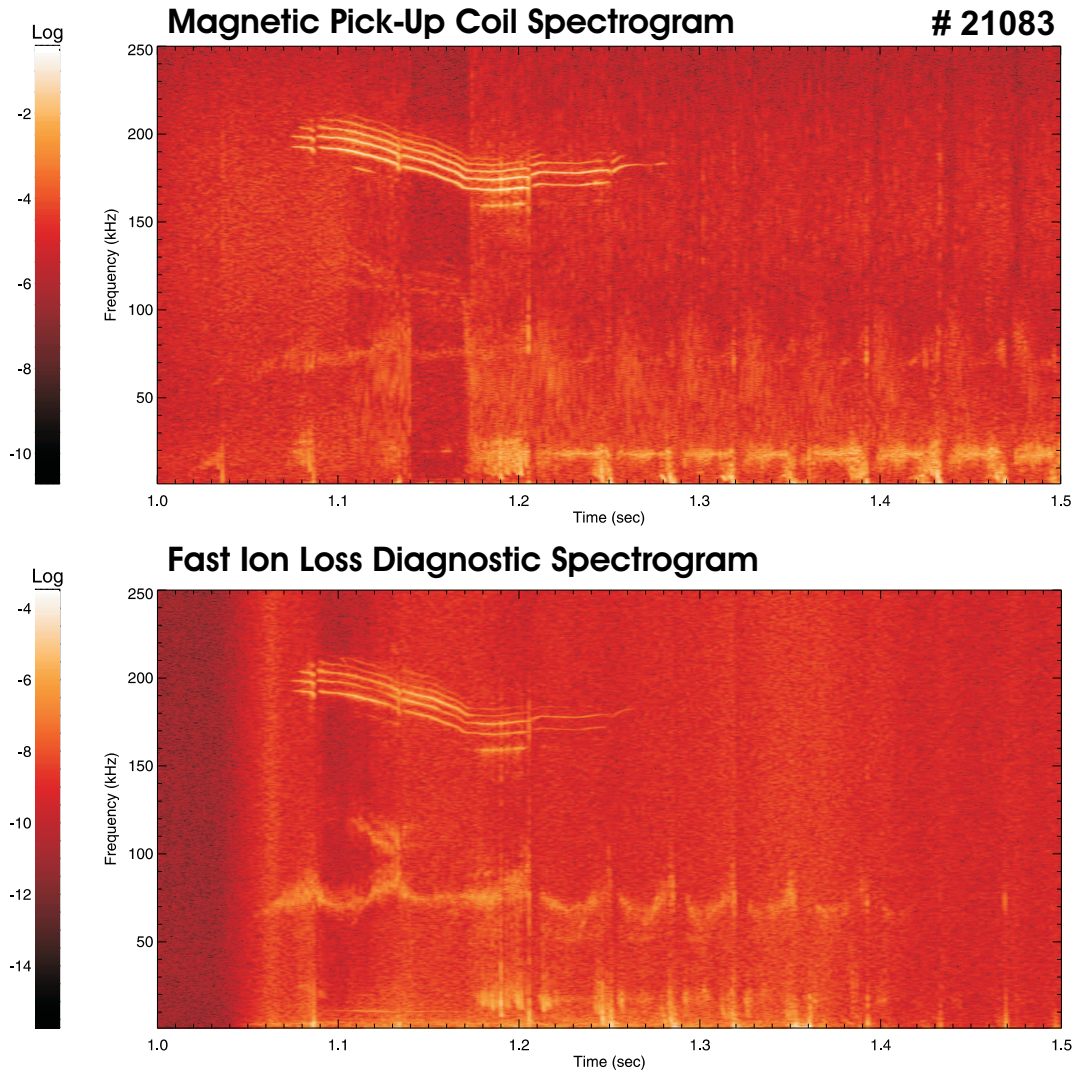 Magnetic Pick-Up Coil Spectrogram # 21083
Log
-2
-4
-6
-8
-10
250
200
150
100
50
Frequency (kHz)
1.0 1.1 1.2 1.3 1.4 1.5
Time (sec)
Fast Ion Loss Diagnostic Spectrogram
Log
-4
-6
-8
-10
-12
-14
250
200
150
100
50
Frequency (kHz)
1.0 1.1 1.2 1.3 1.4 1.5
Time (sec)